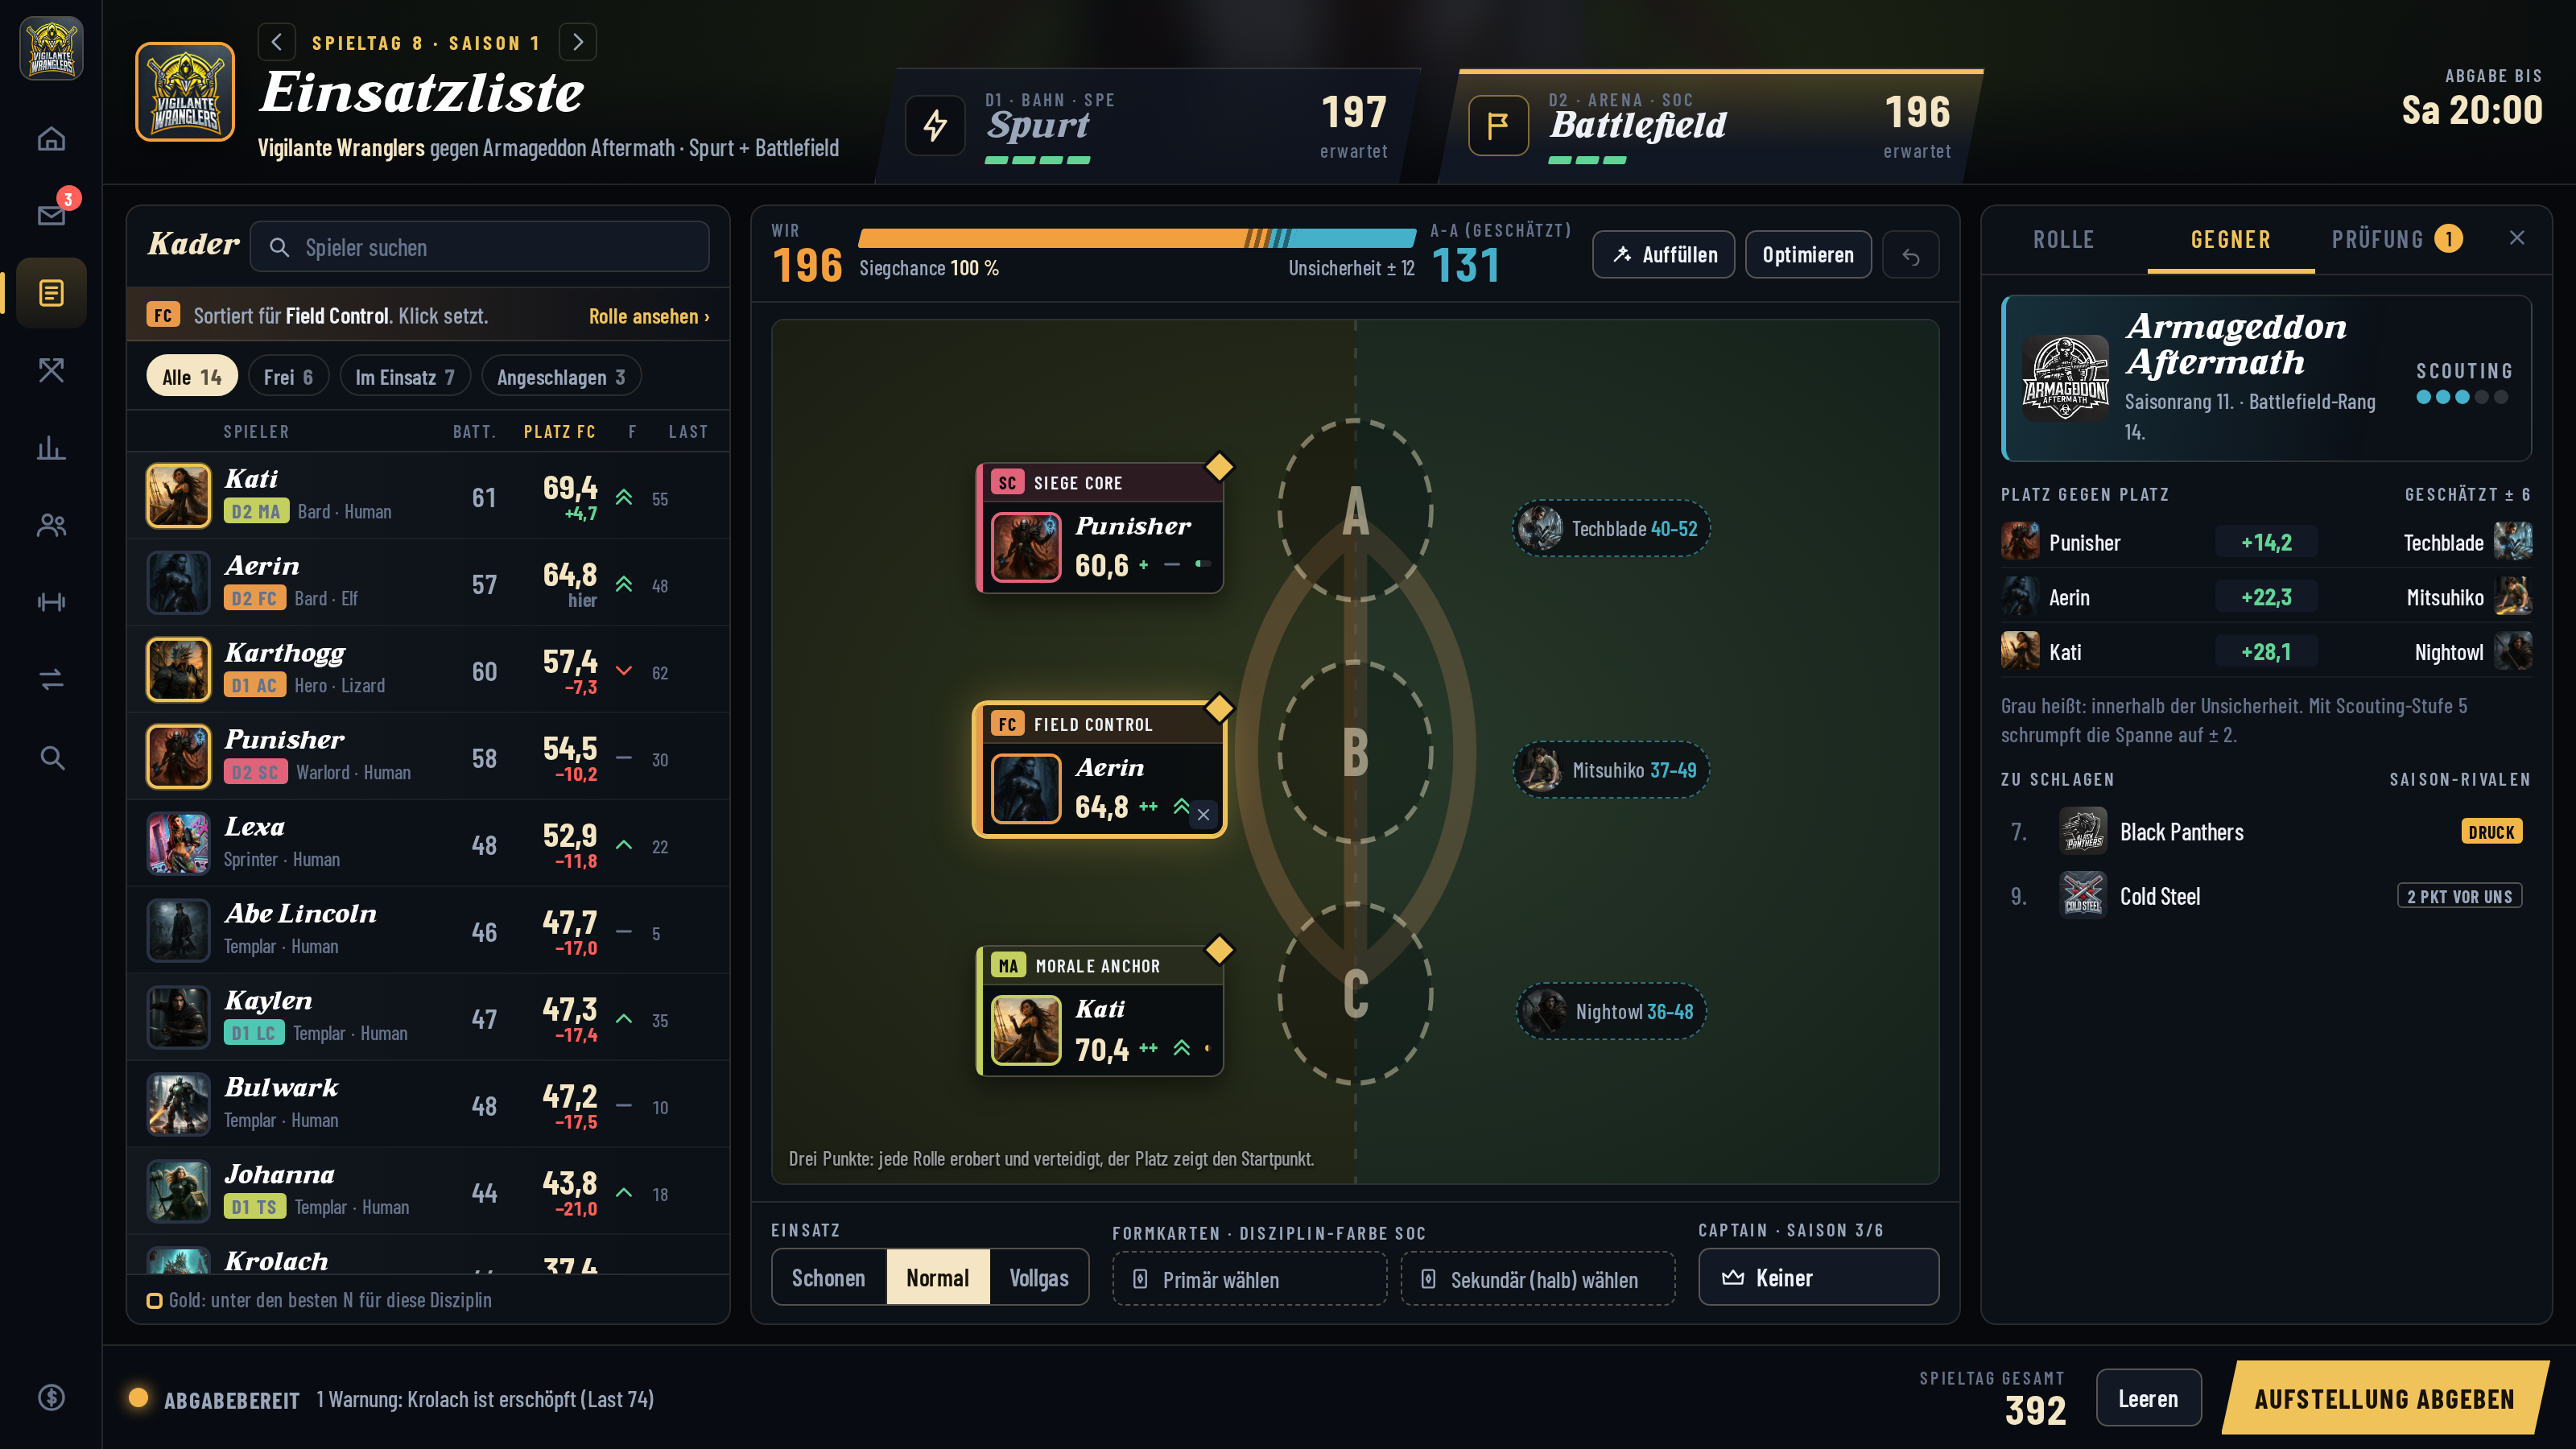 VIGILANTE
WRANGLERS
3
VIGILANTE
WRANGLERS
SPIELTAG 8 · SAISON 1
Einsatzliste
Vigilante Wranglers gegen Armageddon Aftermath · Spurt + Battlefield
D1 · BAHN · SPE
Spurt
197
erwartet
D2 · ARENA · SOC
Battlefield
196
erwartet
ABGABE BIS
Sa 20:00
Kader
Spieler suchen
FC Sortiert für Field Control. Klick setzt.
Rolle ansehen ›
Alle 14
Frei 6
Im Einsatz 7
Angeschlagen 3
SPIELER BATT. PLATZ FC F LAST
Kati
D2 MA Bard · Human
61 69,4 +4,7 55
Aerin
D2 FC Bard · Elf
57 64,8 hier 48
Karthogg
D1 AC Hero · Lizard
60 57,4 −7,3 62
Punisher
D2 SC Warlord · Human
58 54,5 −10,2 — 30
Lexa
Sprinter · Human
48 52,9 −11,8 22
Abe Lincoln
Templar · Human
46 47,7 −17,0 — 5
Kaylen
D1 LC Templar · Human
47 47,3 −17,4 35
Bulwark
Templar · Human
48 47,2 −17,5 — 10
Johanna
D1 TS Templar · Human
44 43,8 −21,0 18
Krolach
37,4
Gold: unter den besten N für diese Disziplin
WIR
196
Siegchance 100 %
Unsicherheit ± 12
A-A (GESCHÄTZT)
131
Auffüllen
Optimieren
SC SIEGE CORE
Punisher
60,6 + —
A
Techblade 40–52
FC FIELD CONTROL
Aerin
64,8 ++
B
Mitsuhiko 37–49
MA MORALE ANCHOR
Kati
70,4 ++
C
Nightowl 36–48
Drei Punkte: jede Rolle erobert und verteidigt, der Platz zeigt den Startpunkt.
EINSATZ
Schonen
Normal
Vollgas
FORMKARTEN · DISZIPLIN-FARBE SOC
Primär wählen
Sekundär (halb) wählen
CAPTAIN · SAISON 3/6
Keiner
ROLLE
GEGNER
PRÜFUNG 1
ARMAGEDDON
AFTERMATH
Armageddon
Aftermath
Saisonrang 11. · Battlefield-Rang
14.
SCOUTING
PLATZ GEGEN PLATZ
GESCHÄTZT ± 6
Punisher +14,2 Techblade
Aerin +22,3 Mitsuhiko
Kati +28,1 Nightowl
Grau heißt: innerhalb der Unsicherheit. Mit Scouting-Stufe 5
schrumpft die Spanne auf ± 2.
ZU SCHLAGEN
SAISON-RIVALEN
7. Black Panthers DRUCK
9. Cold Steel 2 PKT VOR UNS
ABGABEBEREIT 1 Warnung: Krolach ist erschöpft (Last 74)
SPIELTAG GESAMT
392
Leeren
AUFSTELLUNG ABGEBEN